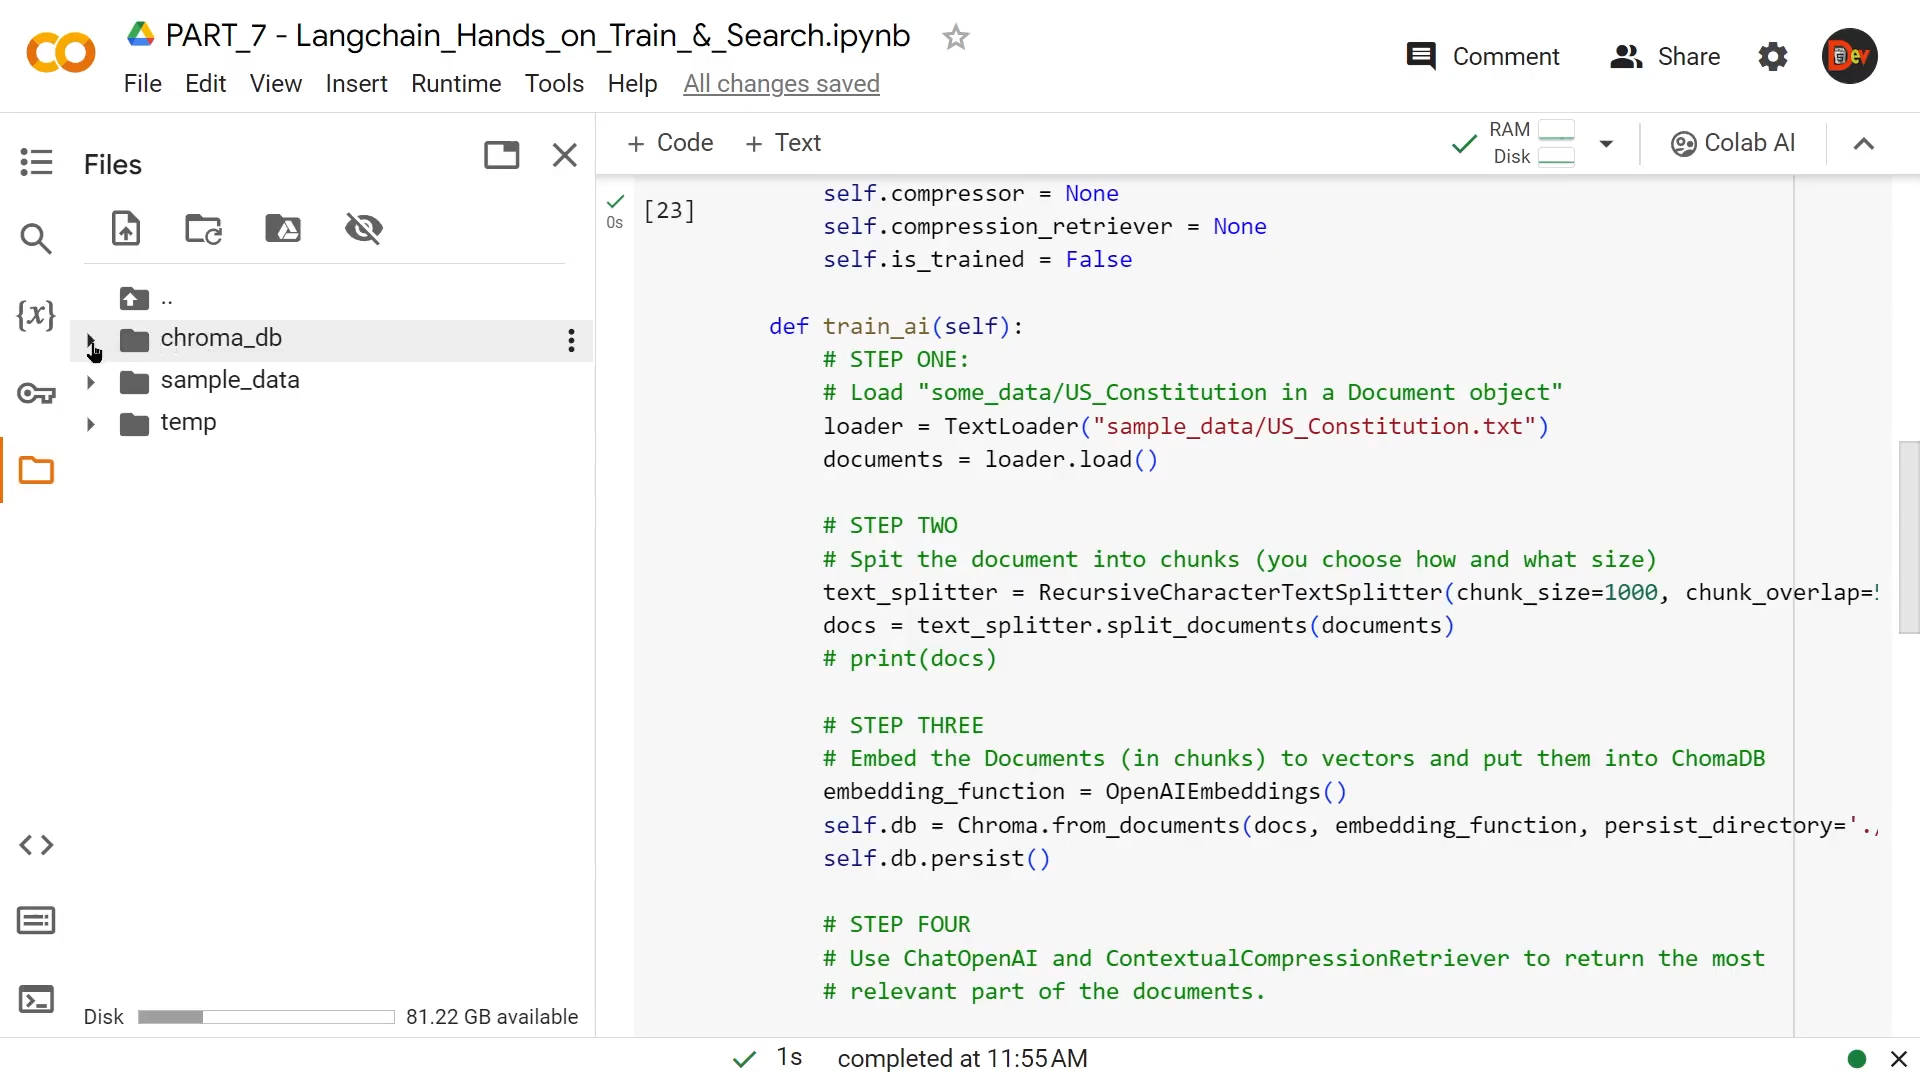 PART_7 - Langchain_Hands_on_Train_&_Search.ipynb
Comment
Share
Dev
File Edit View Insert Runtime Tools Help All changes saved
Files
+ Code + Text
RAM
Disk
Colab AI
..
chroma_db
sample_data
temp
{x}
Disk 81.22 GB available
0s
[23]
self.compressor = None
self.compression_retriever = None
self.is_trained = False
def train_ai(self):
# STEP ONE:
# Load "some_data/US_Constitution in a Document object"
loader = TextLoader("sample_data/US_Constitution.txt")
documents = loader.load()
# STEP TWO
# Spit the document into chunks (you choose how and what size)
text_splitter = RecursiveCharacterTextSplitter(chunk_size=1000, chunk_overlap=
docs = text_splitter.split_documents(documents)
# print(docs)
# STEP THREE
# Embed the Documents (in chunks) to vectors and put them into ChomaDB
embedding_function = OpenAIEmbeddings()
self.db = Chroma.from_documents(docs, embedding_function, persist_directory='.
self.db.persist()
# STEP FOUR
# Use ChatOpenAI and ContextualCompressionRetriever to return the most
# relevant part of the documents.
1s completed at 11:55 AM